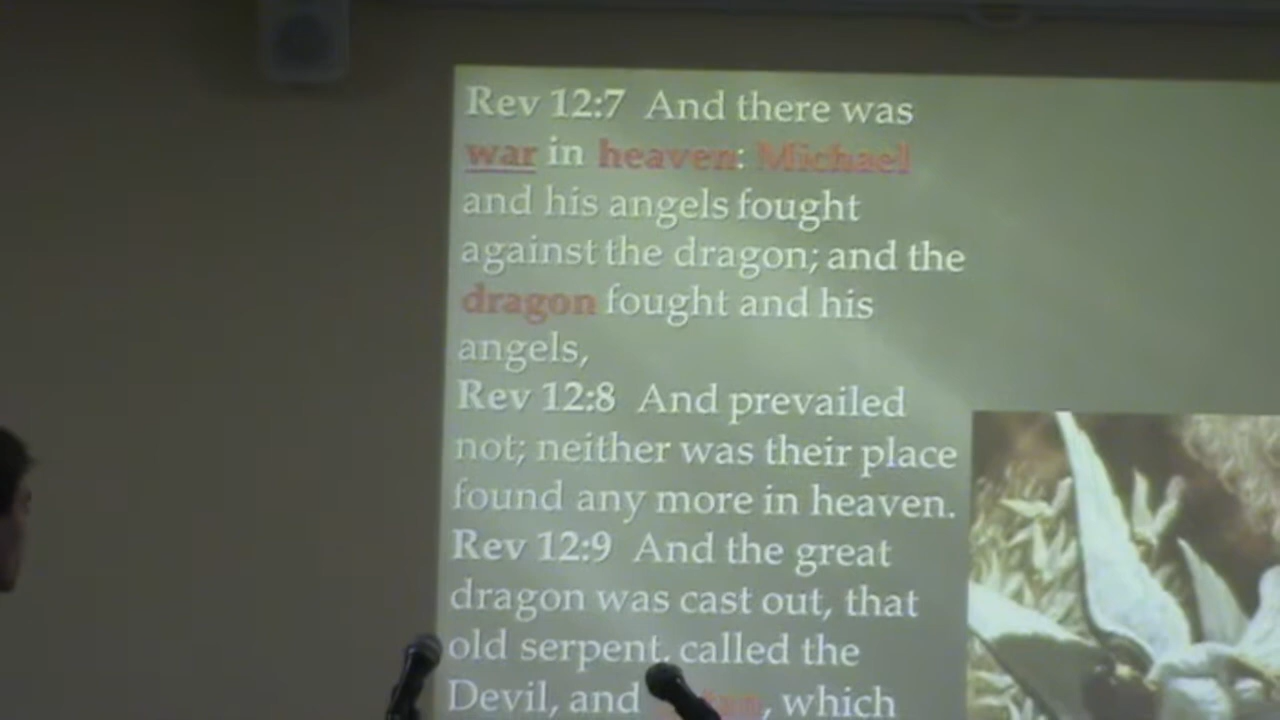 Rev 12:7 And there was
war in heaven: Michael
and his angels fought
against the dragon; and the
dragon fought and his
angels,
Rev 12:8 And prevailed
not; neither was their place
found any more in heaven.
Rev 12:9 And the great
dragon was cast out, that
old serpent, called the
Devil, and , which